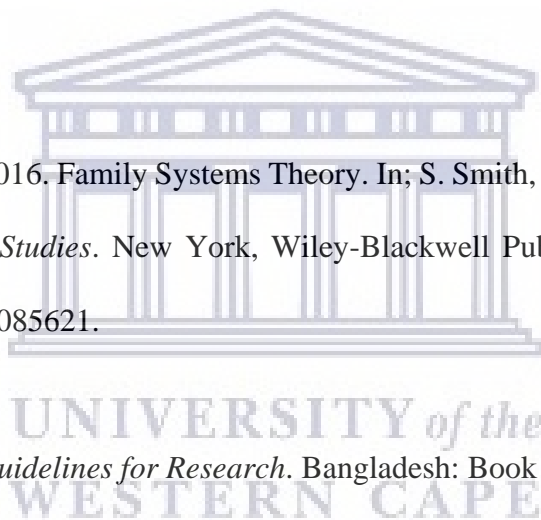 016. Family Systems Theory. In; S. Smith,
Studies. New York, Wiley-Blackwell Pub
085621.
UNIVERSITY of the
uidelines for Research. Bangladesh: Book
WESTERN CAPE